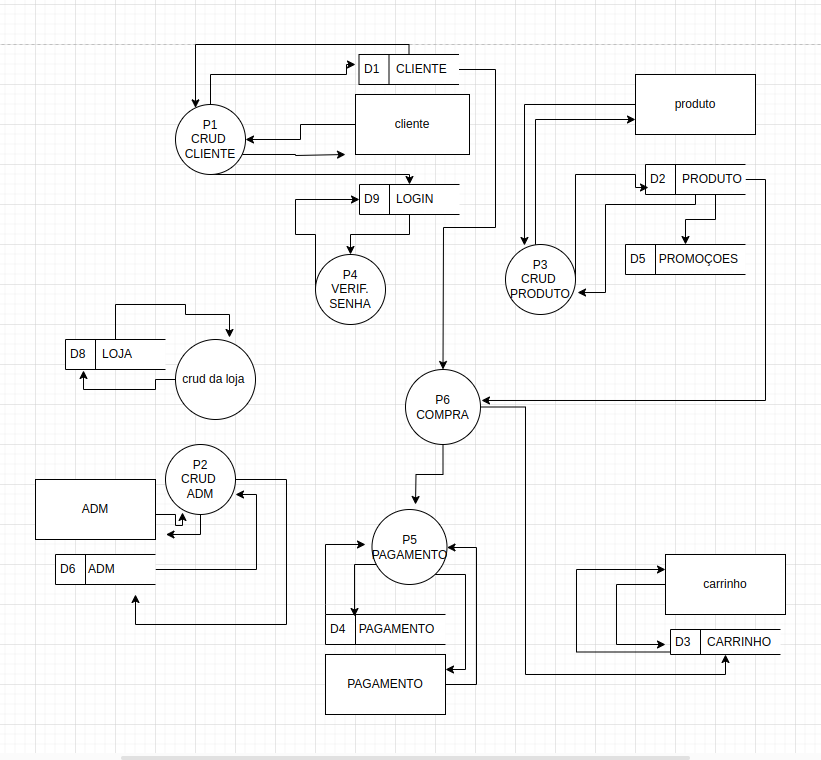 D1 CLIENTE
P1
CRUD
CLIENTE
cliente
produto
D9 LOGIN
D2 PRODUTO
P4
VERIF.
SENHA
P3
CRUD
PRODUTO
D5 PROMOÇOES
D8 LOJA
crud da loja
P6
COMPRA
P2
CRUD
ADM
ADM
D6 ADM
P5
PAGAMENTO
D4 PAGAMENTO
PAGAMENTO
carrinho
D3 CARRINHO